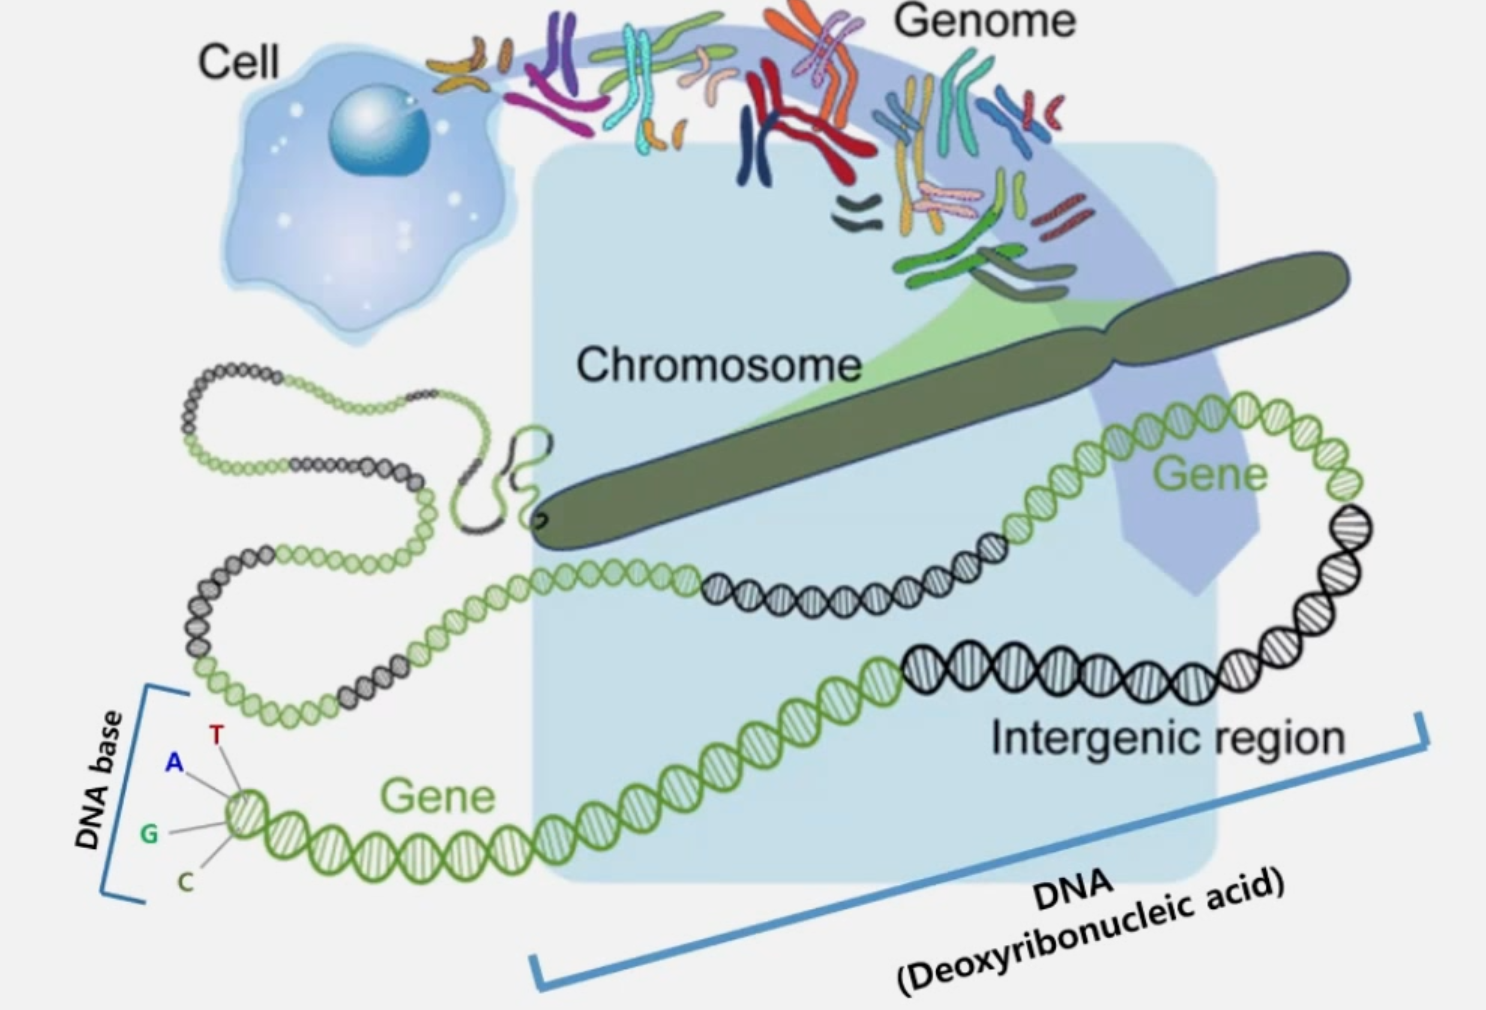 Genome
Cell
Chromosome
Gene
Intergenic region
T
A
DNA base
Gene
G
C
DNA
(Deoxyribonucleic acid)